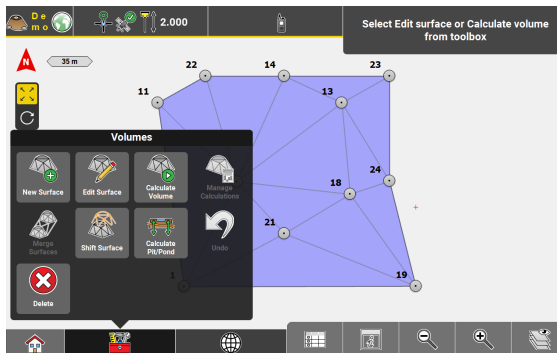 De
mo
2.000
Select Edit surface or Calculate volume
from toolbox
N
35 m
22
14
23
11
13
Volumes
New Surface
Edit Surface
Calculate
Volume
Manage
Calculations
24
18
Merge
Surfaces
Shift Surface
Calculate
Pit/Pond
Undo
21
1
19
Delete